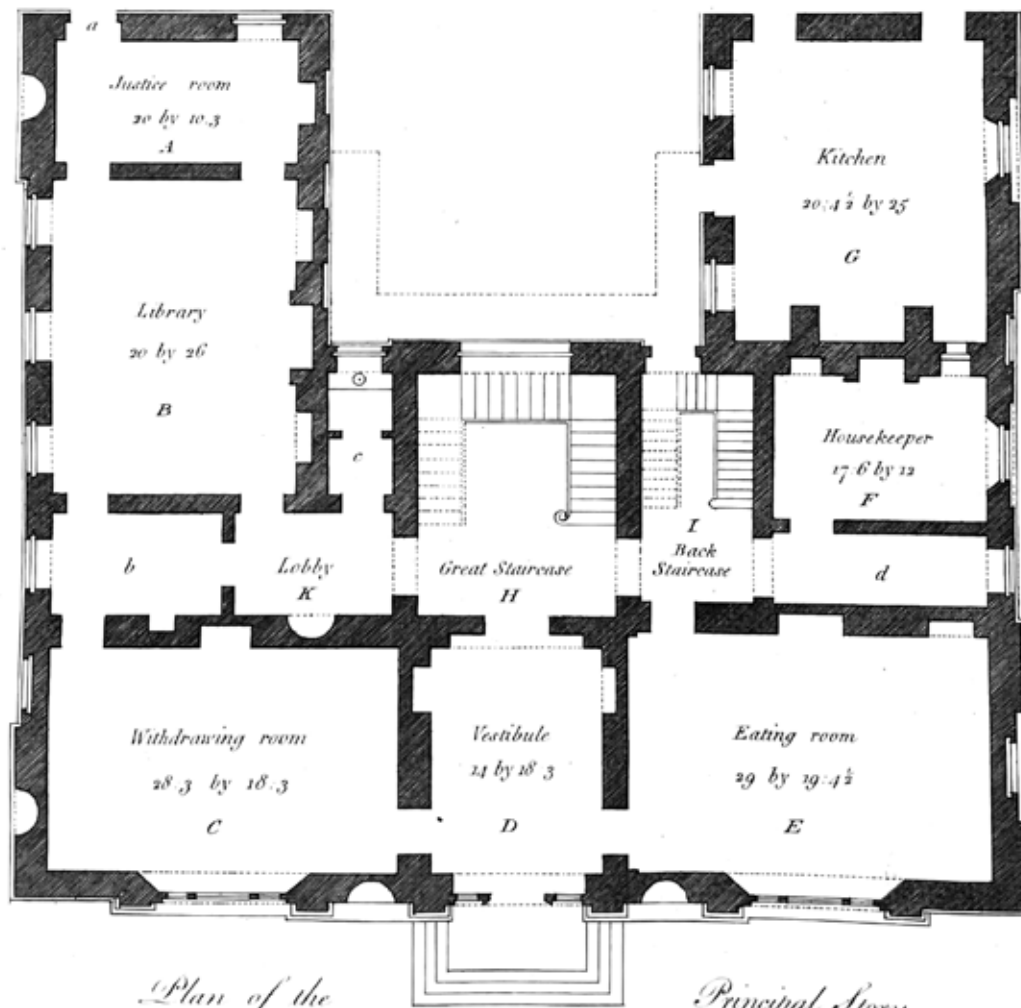 a
Justice room
20 by 10.3
A
Kitchen
20.4½ by 25
G
Library
20 by 26
B
c
Housekeeper
17.6 by 12
F
b
Lobby
K
Great Staircase
H
I
Back
Staircase
d
Withdrawing room
28.3 by 18.3
C
Vestibule
14 by 18.3
D
Eating room
29 by 19.4½
E
Plan of the Principal Story